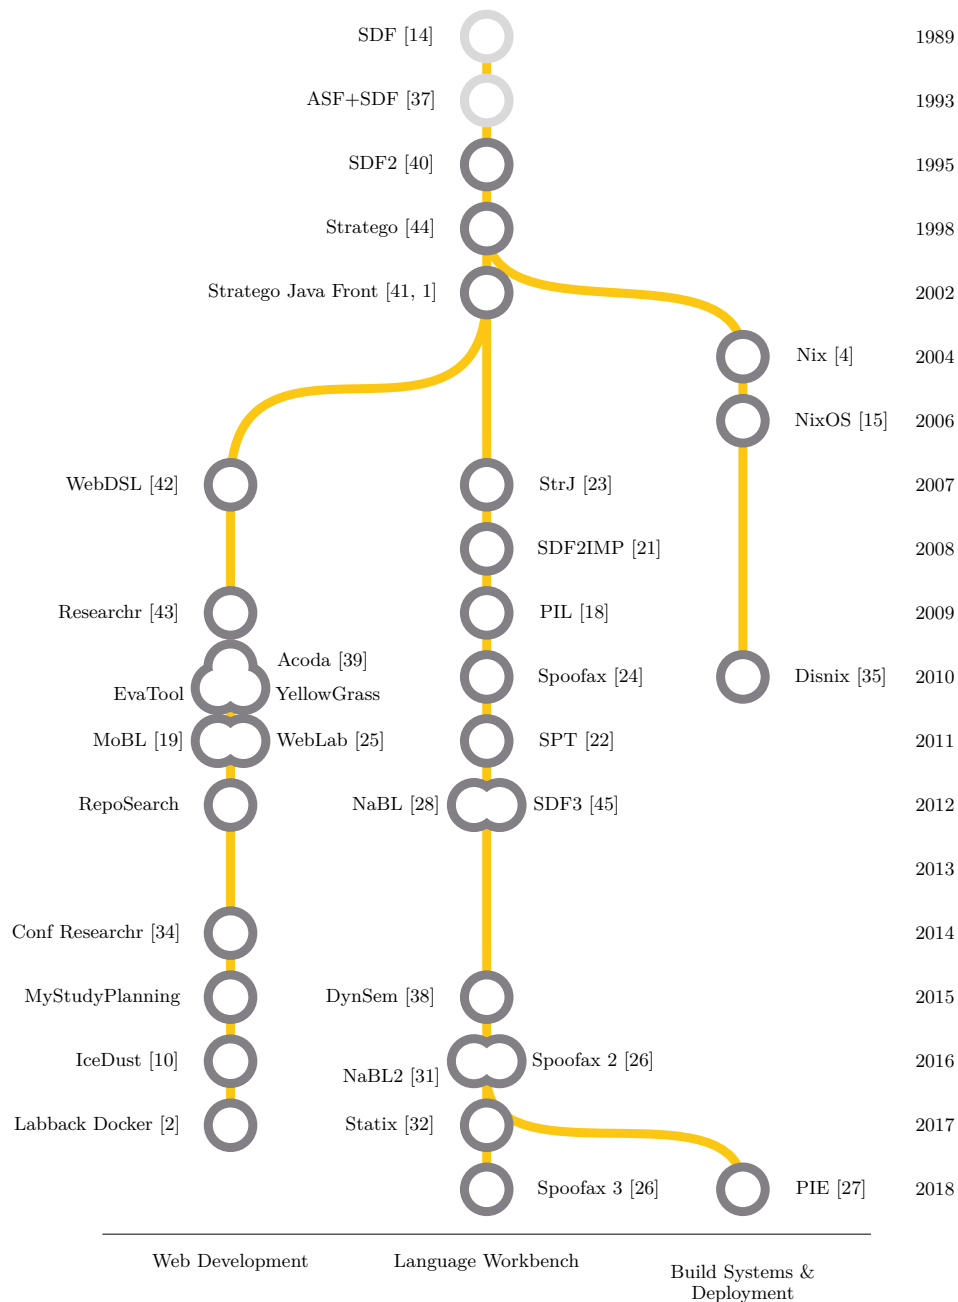 SDF [14] 1989
ASF+SDF [37] 1993
SDF2 [40] 1995
Stratego [44] 1998
Stratego Java Front [41, 1] 2002
Nix [4] 2004
NixOS [15] 2006
WebDSL [42] StrJ [23] 2007
SDF2IMP [21] 2008
Researchr [43] PIL [18] 2009
Acoda [39]
Spoofax [24] Disnix [35] 2010
EvaTool YellowGrass
MoBL [19] WebLab [25] SPT [22] 2011
RepoSearch NaBL [28] SDF3 [45] 2012
2013
Conf Researchr [34] 2014
MyStudyPlanning DynSem [38] 2015
IceDust [10] Spoofax 2 [26] 2016
NaBL2 [31]
Labback Docker [2] Statix [32] 2017
Spoofax 3 [26] PIE [27] 2018
Web Development Language Workbench
Build Systems &
Deployment